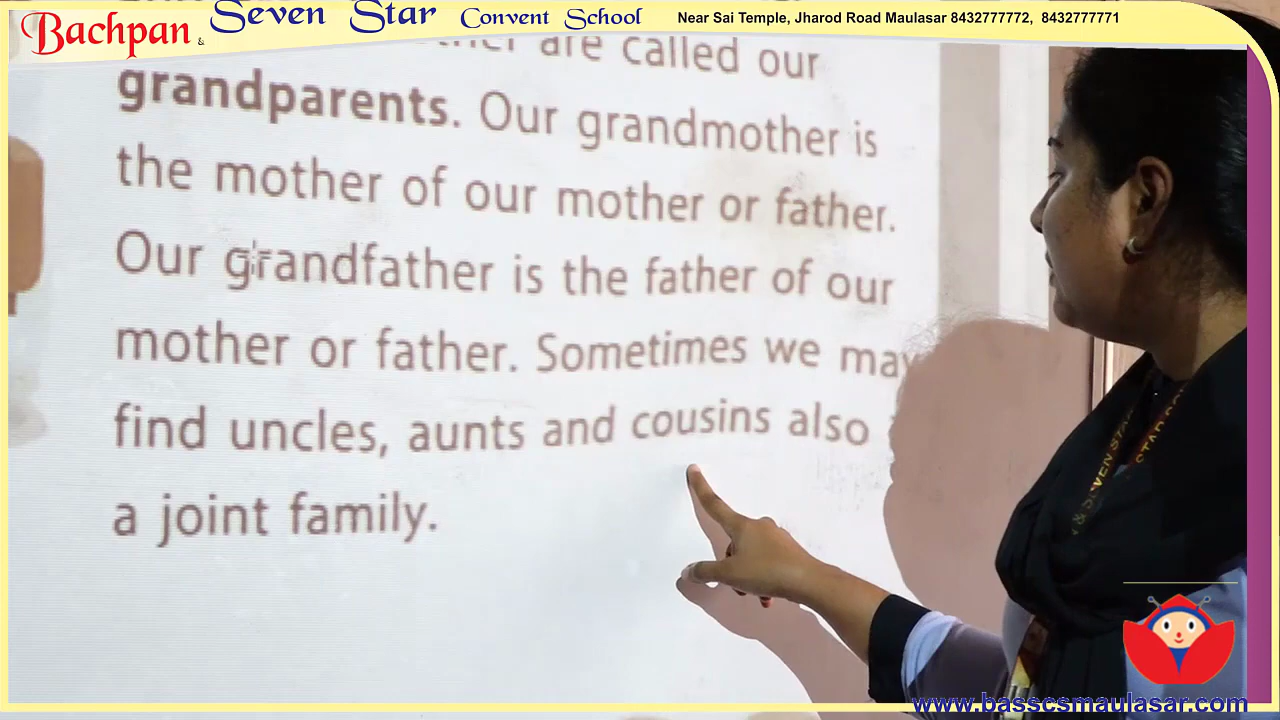 Bachpan & Seven Star Convent School Near Sai Temple, Jharod Road Maulasar 8432777772, 8432777771
are called our
grandparents. Our grandmother is
the mother of our mother or father.
Our grandfather is the father of our
mother or father. Sometimes we may
find uncles, aunts and cousins also
a joint family.
www.basscsmaulasar.com